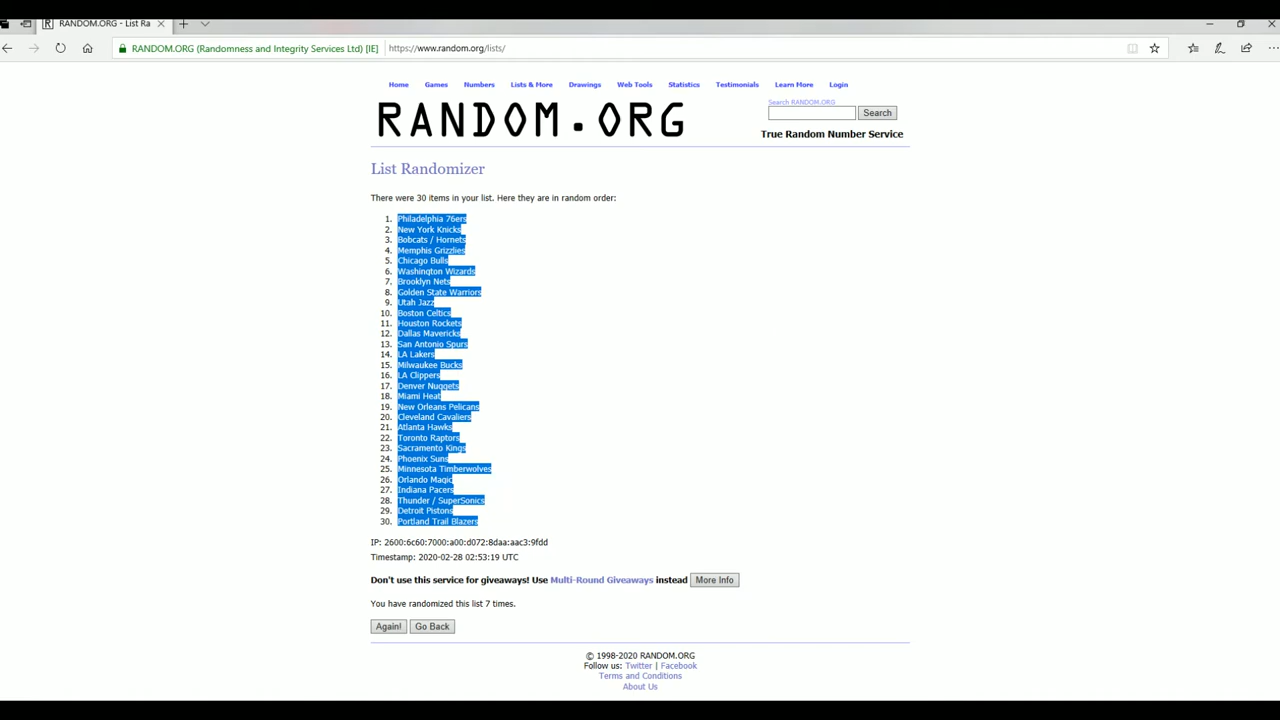 RANDOM.ORG - List Ra
RANDOM.ORG (Randomness and Integrity Services Ltd) [IE] https://www.random.org/lists/
Home Games Numbers Lists & More Drawings Web Tools Statistics Testimonials Learn More Login
RANDOM.ORG
Search RANDOM.ORG
Search
True Random Number Service
List Randomizer
There were 30 items in your list. Here they are in random order:
1. Philadelphia 76ers
2. New York Knicks
3. Bobcats / Hornets
4. Memphis Grizzlies
5. Chicago Bulls
6. Washington Wizards
7. Brooklyn Nets
8. Golden State Warriors
9. Utah Jazz
10. Boston Celtics
11. Houston Rockets
12. Dallas Mavericks
13. San Antonio Spurs
14. LA Lakers
15. Milwaukee Bucks
16. LA Clippers
17. Denver Nuggets
18. Miami Heat
19. New Orleans Pelicans
20. Cleveland Cavaliers
21. Atlanta Hawks
22. Toronto Raptors
23. Sacramento Kings
24. Phoenix Suns
25. Minnesota Timberwolves
26. Orlando Magic
27. Indiana Pacers
28. Thunder / SuperSonics
29. Detroit Pistons
30. Portland Trail Blazers
IP: 2600:6c60:7000:a00:d072:8daa:aac3:9fdd
Timestamp: 2020-02-28 02:53:19 UTC
Don't use this service for giveaways! Use Multi-Round Giveaways instead More Info
You have randomized this list 7 times.
Again! Go Back
© 1998-2020 RANDOM.ORG
Follow us: Twitter | Facebook
Terms and Conditions
About Us